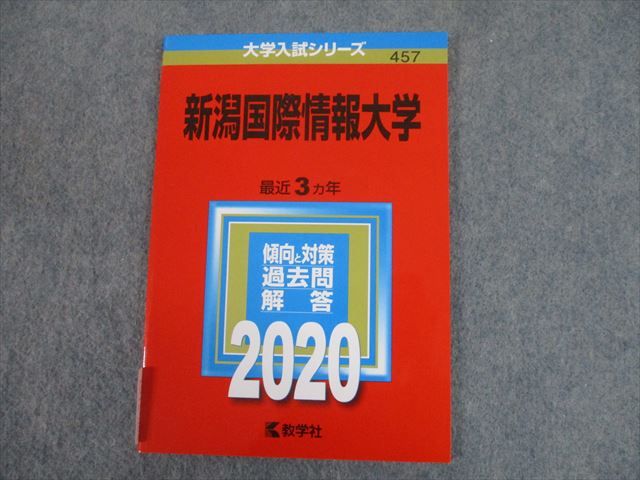 大学入試シリーズ
457
新潟国際情報大学
最近3カ年
傾向と対策
過去問
解答
2020
教学社